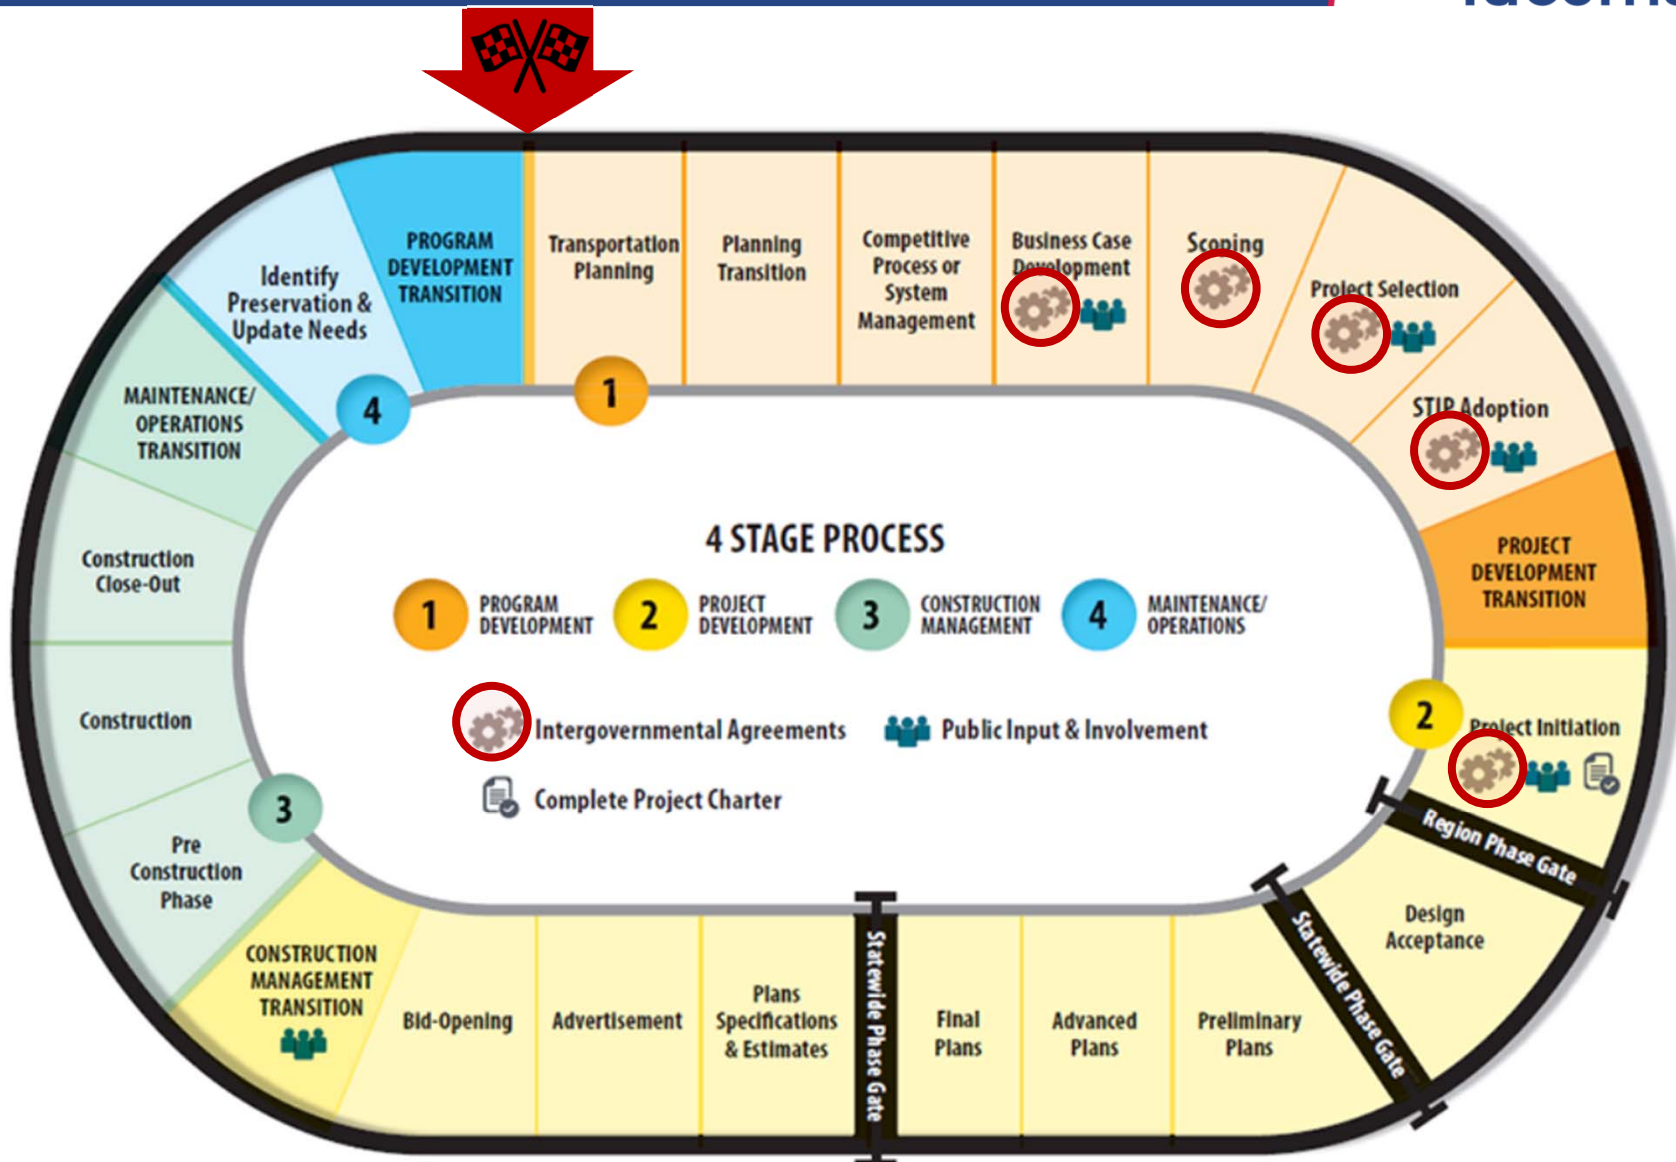 PROGRAM
DEVELOPMENT
TRANSITION
Transportation
Planning
Planning
Transition
Competitive
Process or
System
Management
Business Case
Development
Scoping
Project Selection
STIP Adoption
PROJECT
DEVELOPMENT
TRANSITION
Project Initiation
Region Phase Gate
Design
Acceptance
Statewide Phase Gate
Preliminary
Plans
Advanced
Plans
Final
Plans
Statewide Phase Gate
Plans
Specifications
& Estimates
Advertisement
Bid-Opening
CONSTRUCTION
MANAGEMENT
TRANSITION
Pre
Construction
Phase
Construction
Construction
Close-Out
MAINTENANCE/
OPERATIONS
TRANSITION
Identify
Preservation &
Update Needs
1
2
3
4
4 STAGE PROCESS
1 PROGRAM
DEVELOPMENT
2 PROJECT
DEVELOPMENT
3 CONSTRUCTION
MANAGEMENT
4 MAINTENANCE/
OPERATIONS
Intergovernmental Agreements
Public Input & Involvement
Complete Project Charter